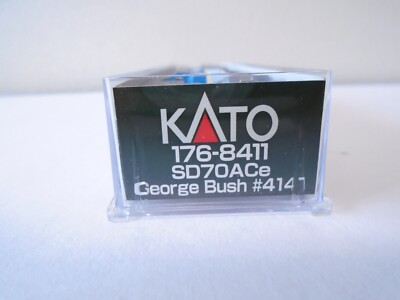 KATO
176-8411
SD70ACe
George Bush #4141